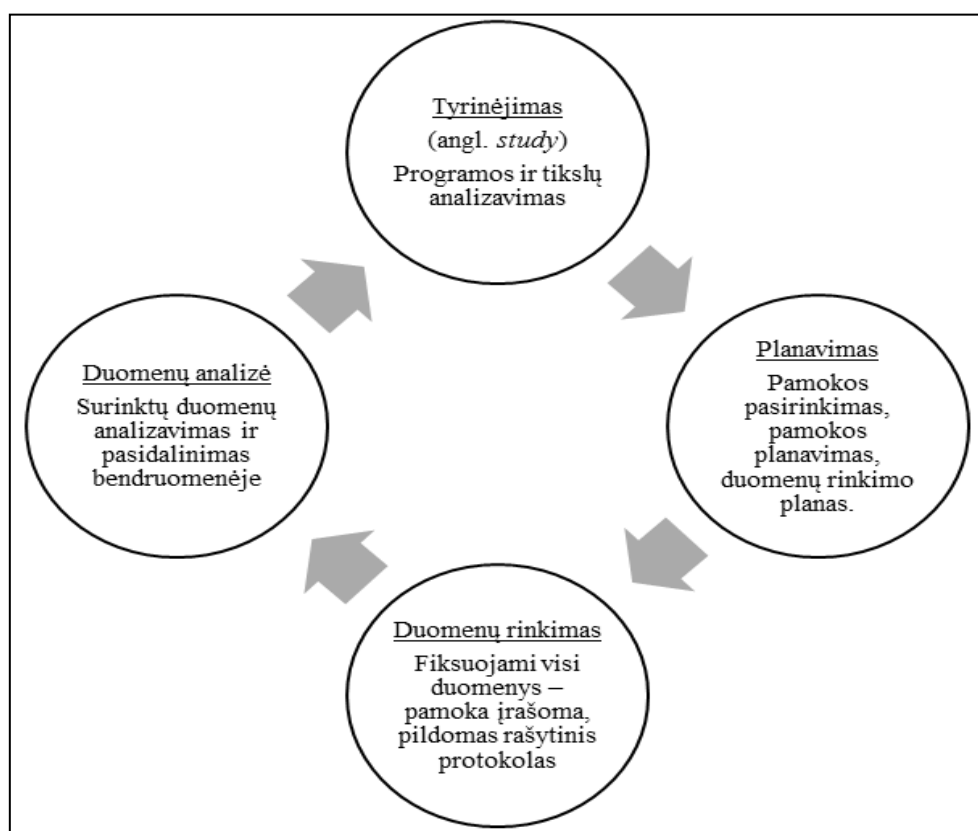 Tyrinėjimas
(angl. study)
Programos ir tikslų
analizavimas
Planavimas
Pamokos
pasirinkimas,
pamokos
planavimas,
duomenų rinkimo
planas.
Duomenų rinkimas
Fiksuojami visi
duomenys –
pamoka įrašoma,
pildomas rašytinis
protokolas
Duomenų analizė
Surinktų duomenų
analizavimas ir
pasidalinimas
bendruomenėje